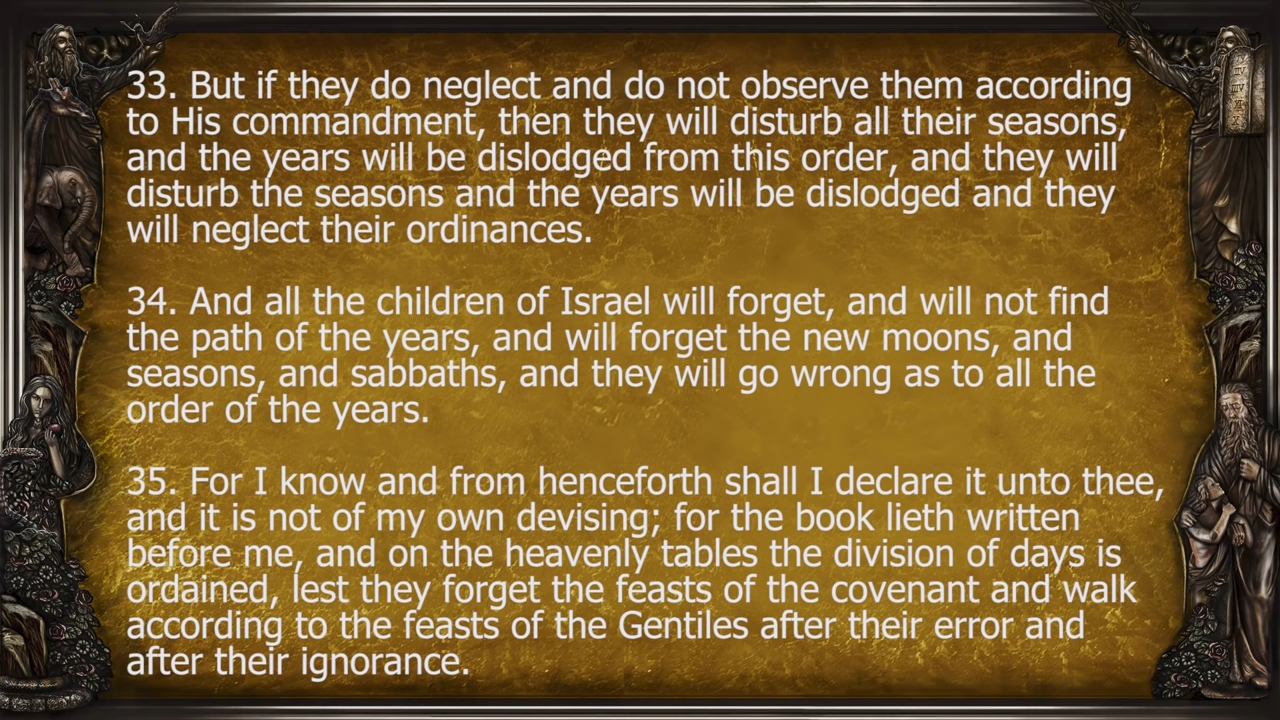 33. But if they do neglect and do not observe them according
to His commandment, then they will disturb all their seasons,
and the years will be dislodged from this order, and they will
disturb the seasons and the years will be dislodged and they
will neglect their ordinances.
34. And all the children of Israel will forget, and will not find
the path of the years, and will forget the new moons, and
seasons, and sabbaths, and they will go wrong as to all the
order of the years.
35. For I know and from henceforth shall I declare it unto thee,
and it is not of my own devising; for the book lieth written
before me, and on the heavenly tables the division of days is
ordained, lest they forget the feasts of the covenant and walk
according to the feasts of the Gentiles after their error and
after their ignorance.